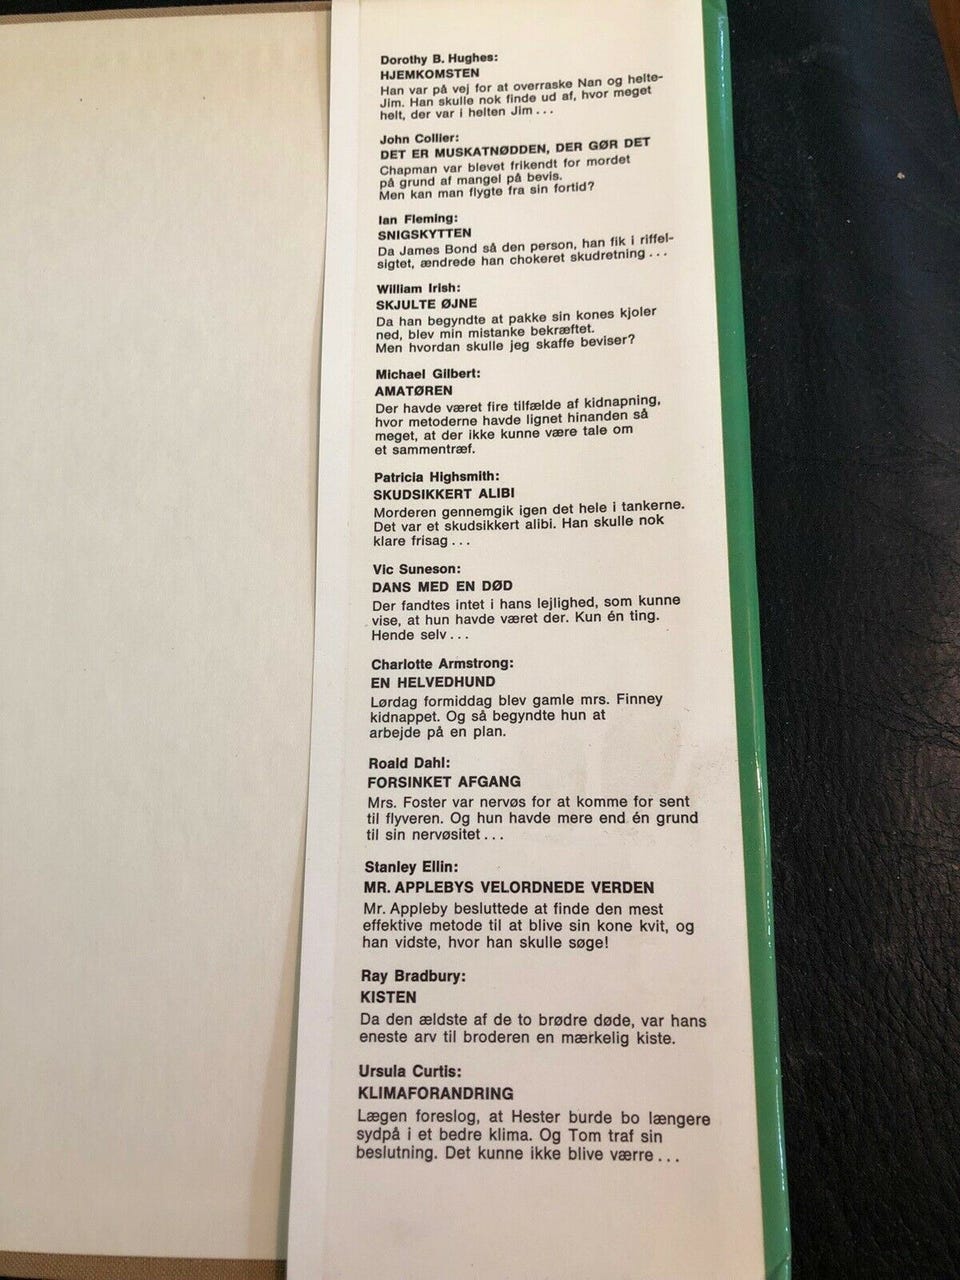 Dorothy B. Hughes:
HJEMKOMSTEN
Han var på vej for at overraske Nan og helte-
Jim. Han skulle nok finde ud af, hvor meget
helt, der var i helten Jim...
John Collier:
DET ER MUSKATNØDDEN, DER GØR DET
Chapman var blevet frikendt for mordet
på grund af mangel på bevis.
Men kan man flygte fra sin fortid?
Ian Fleming:
SNIGSKYTTEN
Da James Bond så den person, han fik i riffel-
sigtet, ændrede han chokeret skudretning...
William Irish:
SKJULTE ØJNE
Da han begyndte at pakke sin kones kjoler
ned, blev min mistanke bekræftet.
Men hvordan skulle jeg skaffe beviser?
Michael Gilbert:
AMATØREN
Der havde været fire tilfælde af kidnapning,
hvor metoderne havde lignet hinanden så
meget, at der ikke kunne være tale om
et sammentræf.
Patricia Highsmith:
SKUDSIKKERT ALIBI
Morderen gennemgik igen det hele i tankerne.
Det var et skudsikkert alibi. Han skulle nok
klare frisag...
Vic Suneson:
DANS MED EN DØD
Der fandtes intet i hans lejlighed, som kunne
vise, at hun havde været der. Kun én ting.
Hende selv...
Charlotte Armstrong:
EN HELVEDHUND
Lørdag formiddag blev gamle mrs. Finney
kidnappet. Og så begyndte hun at
arbejde på en plan.
Roald Dahl:
FORSINKET AFGANG
Mrs. Foster var nervøs for at komme for sent
til flyveren. Og hun havde mere end én grund
til sin nervøsitet...
Stanley Ellin:
MR. APPLEBYS VELORDNEDE VERDEN
Mr. Appleby besluttede at finde den mest
effektive metode til at blive sin kone kvit, og
han vidste, hvor han skulle søge!
Ray Bradbury:
KISTEN
Da den ældste af de to brødre døde, var hans
eneste arv til broderen en mærkelig kiste.
Ursula Curtis:
KLIMAFORANDRING
Lægen foreslog, at Hester burde bo længere
sydpå i et bedre klima. Og Tom traf sin
beslutning. Det kunne ikke blive værre...